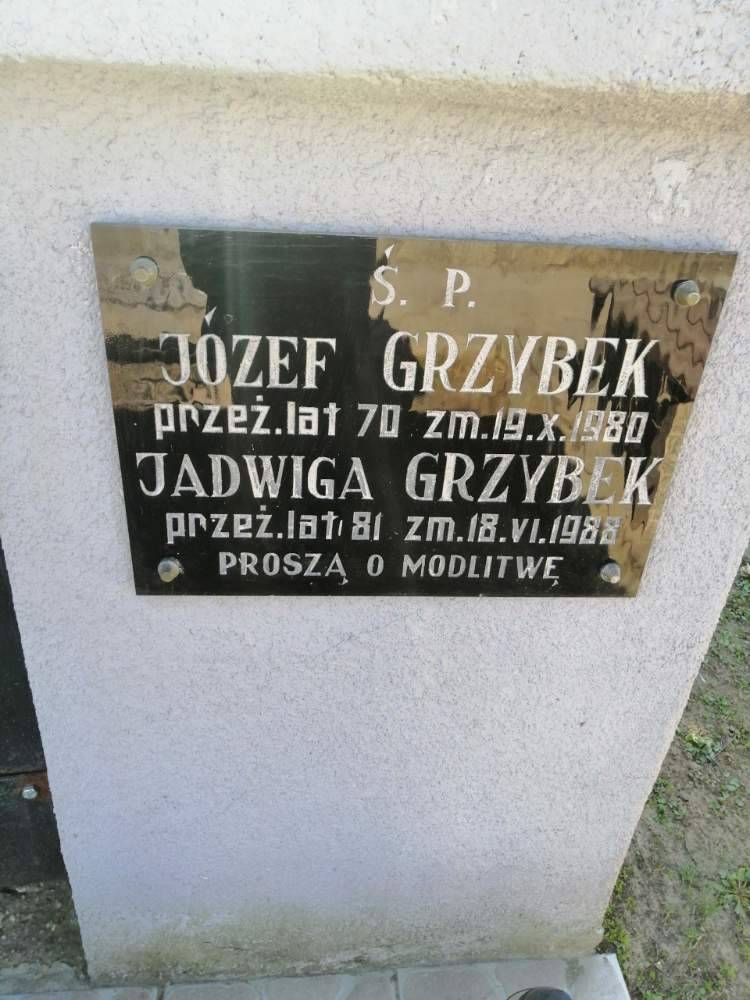 Ś. P.
JÓZEF GRZYBEK
przeż.lat 70 zm.19.X.1980
JADWIGA GRZYBEK
przeż.lat 81 zm.18.VI.1988
PROSZĄ O MODLITWĘ